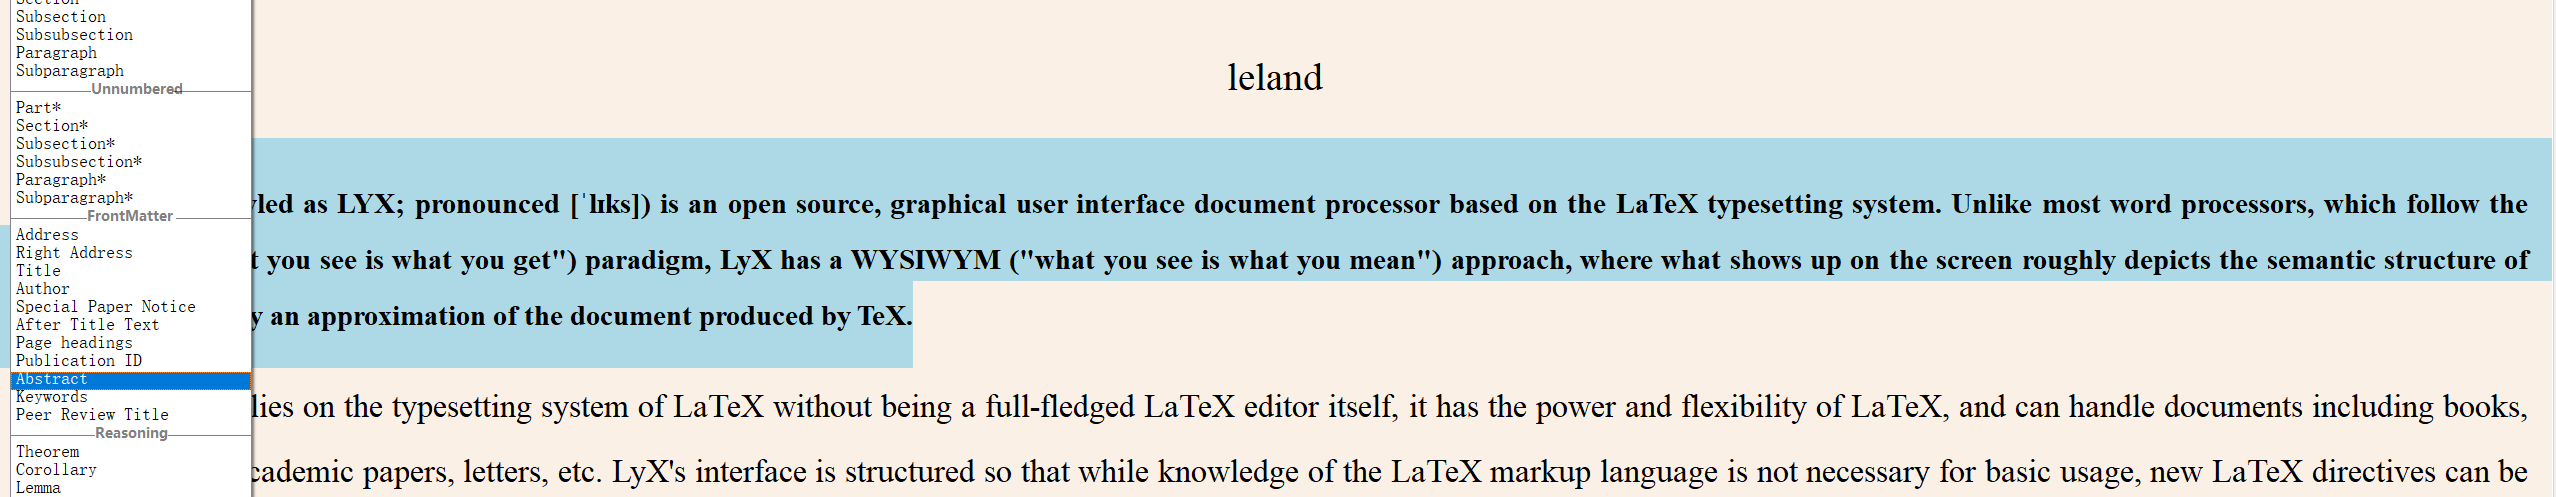 Section
Subsection
Subsubsection
Paragraph
Subparagraph
Unnumbered
Part*
Section*
Subsection*
Subsubsection*
Paragraph*
Subparagraph*
FrontMatter
Address
Right Address
Title
Author
Special Paper Notice
After Title Text
Page headings
Publication ID
Abstract
Keywords
Peer Review Title
Reasoning
Theorem
Corollary
Lemma
leland
as LYX; pronounced [ˈlɪks]) is an open source, graphical user interface document processor based on the LaTeX typesetting system. Unlike most word processors, which follow the
you see is what you get") paradigm, LyX has a WYSIWYM ("what you see is what you mean") approach, where what shows up on the screen roughly depicts the semantic structure of
an approximation of the document produced by TeX.
on the typesetting system of LaTeX without being a full-fledged LaTeX editor itself, it has the power and flexibility of LaTeX, and can handle documents including books,
papers, letters, etc. LyX's interface is structured so that while knowledge of the LaTeX markup language is not necessary for basic usage, new LaTeX directives can be